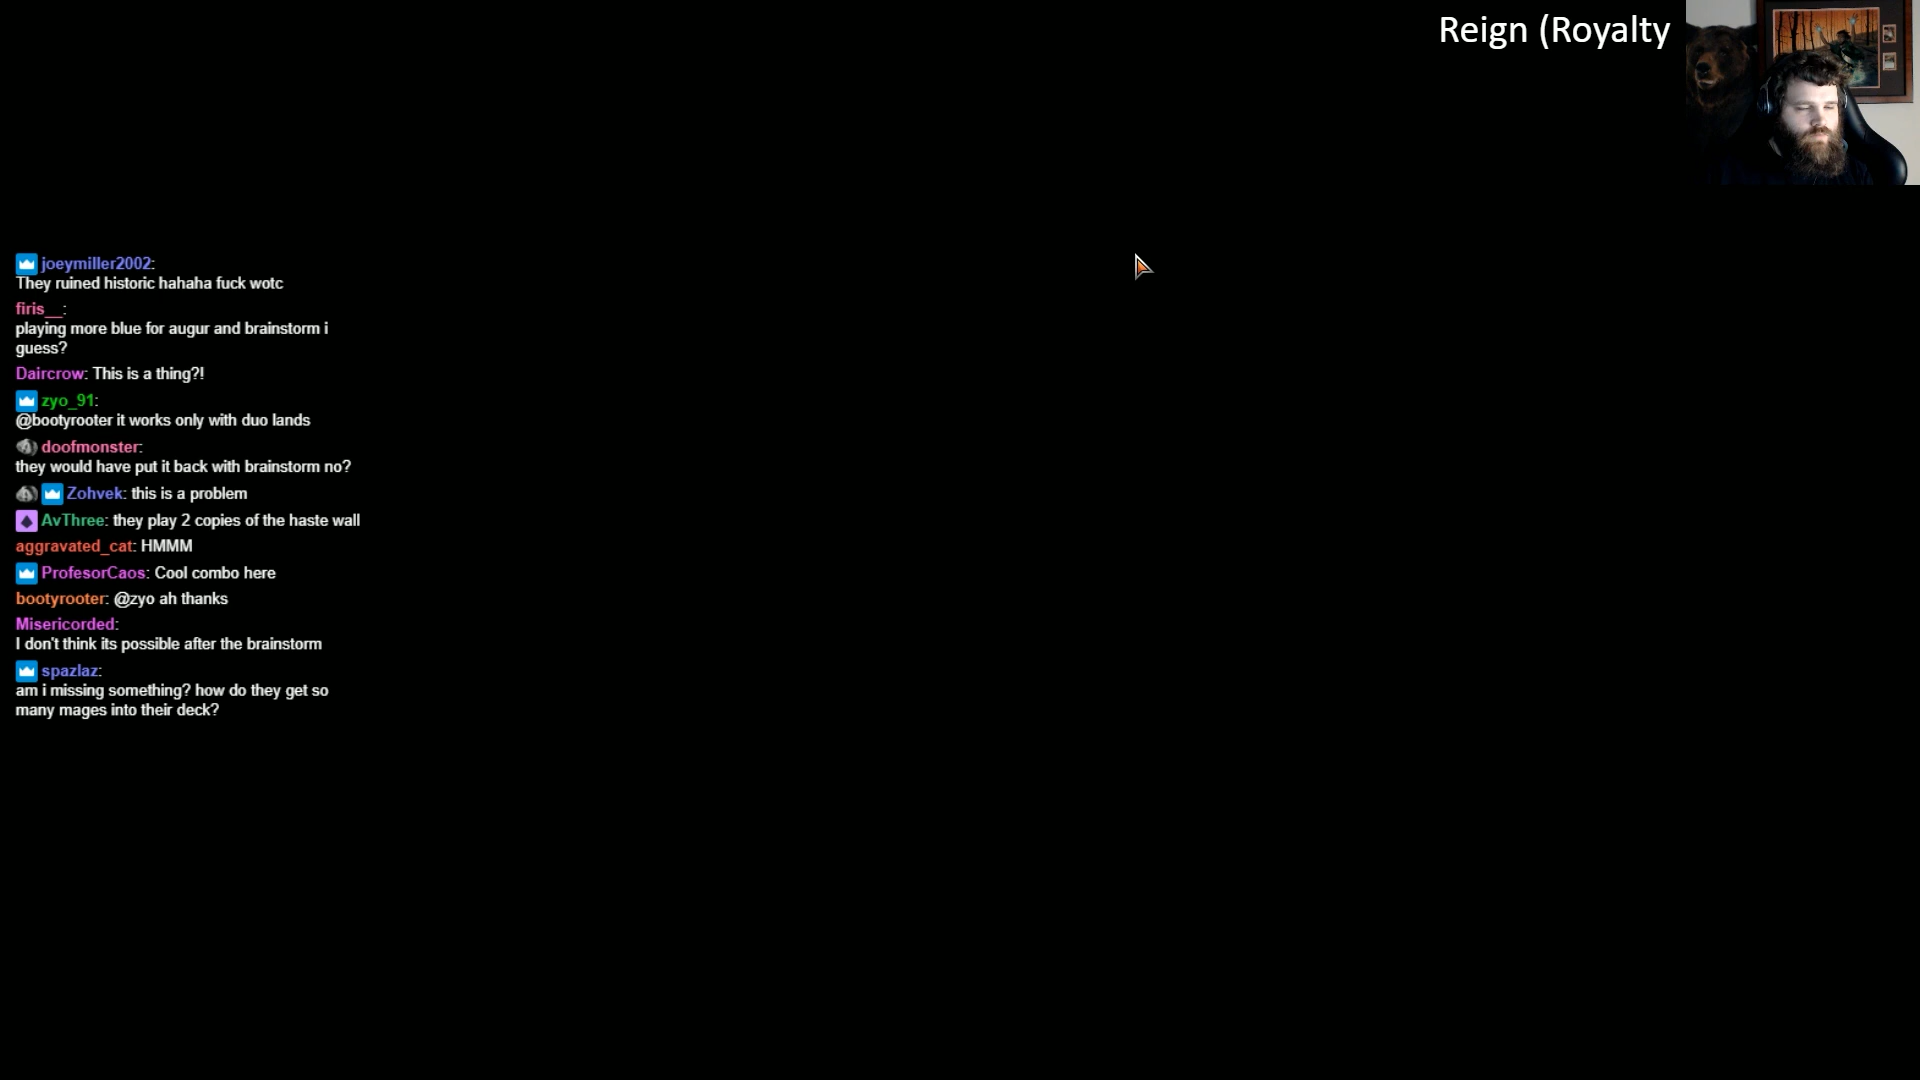 Reign (Royalty
joeymiller2002:
They ruined historic hahaha fuck wotc
firis__:
playing more blue for augur and brainstorm i
guess?
Daircrow: This is a thing?!
zyo_91:
@bootyrooter it works only with duo lands
doofmonster:
they would have put it back with brainstorm no?
Zohvek: this is a problem
AvThree: they play 2 copies of the haste wall
aggravated_cat: HMMM
ProfesorCaos: Cool combo here
bootyrooter: @zyo ah thanks
Misericorded:
I don't think its possible after the brainstorm
spazlaz:
am i missing something? how do they get so
many mages into their deck?